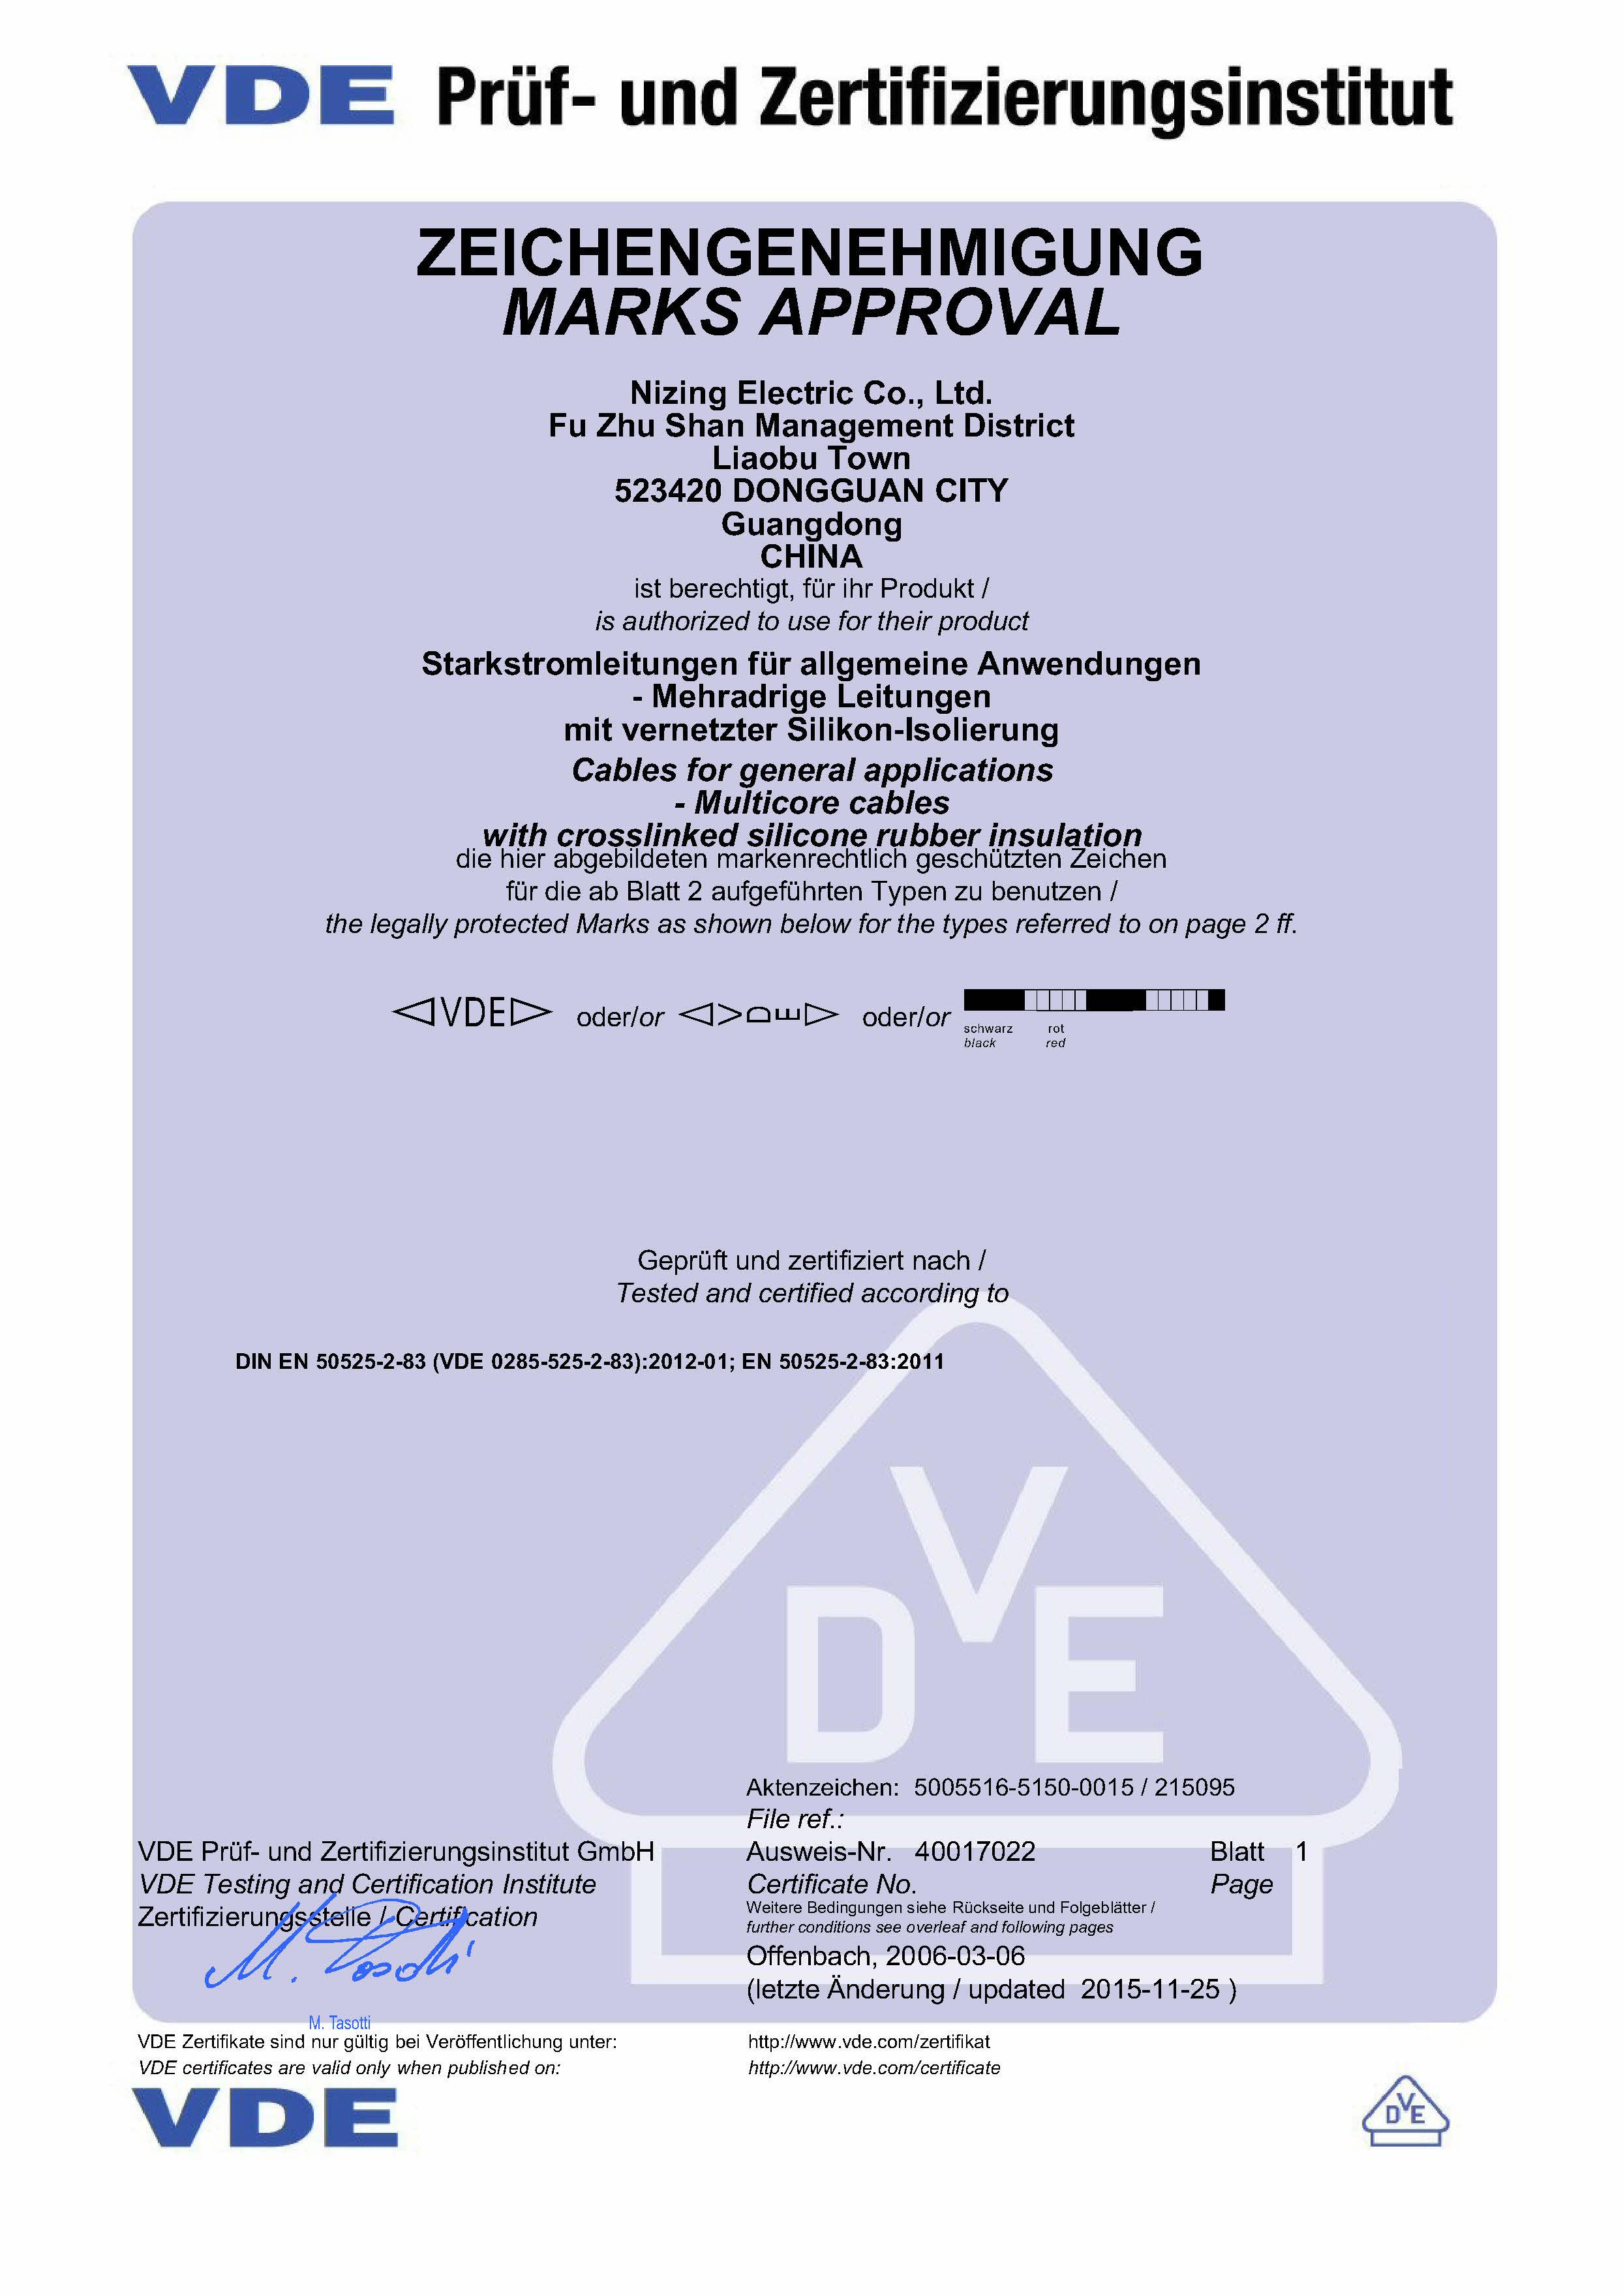 VDE Prüf- und Zertifizierungsinstitut
ZEICHENGENEHMIGUNG
MARKS APPROVAL
Nizing Electric Co., Ltd.
Fu Zhu Shan Management District
Liaobu Town
523420 DONGGUAN CITY
Guangdong
CHINA
ist berechtigt, für ihr Produkt /
is authorized to use for their product
Starkstromleitungen für allgemeine Anwendungen
- Mehradrige Leitungen
mit vernetzter Silikon-Isolierung
Cables for general applications
- Multicore cables
with crosslinked silicone rubber insulation
die hier abgebildeten markenrechtlich geschützten Zeichen
für die ab Blatt 2 aufgeführten Typen zu benutzen /
the legally protected Marks as shown below for the types referred to on page 2 ff.
VDE oder/or VDE oder/or
schwarz rot
black red
Geprüft und zertifiziert nach /
Tested and certified according to
DIN EN 50525-2-83 (VDE 0285-525-2-83):2012-01; EN 50525-2-83:2011
VDE
Aktenzeichen: 5005516-5150-0015 / 215095
File ref.:
VDE Prüf- und Zertifizierungsinstitut GmbH
VDE Testing and Certification Institute
Zertifizierungsstelle / Certification
M. Tasotti
M. Tasotti
Ausweis-Nr. 40017022 Blatt 1
Certificate No. Page
Weitere Bedingungen siehe Rückseite und Folgeblätter /
further conditions see overleaf and following pages
Offenbach, 2006-03-06
(letzte Änderung / updated 2015-11-25 )
VDE Zertifikate sind nur gültig bei Veröffentlichung unter: http://www.vde.com/zertifikat
VDE certificates are valid only when published on: http://www.vde.com/certificate
VDE
VDE